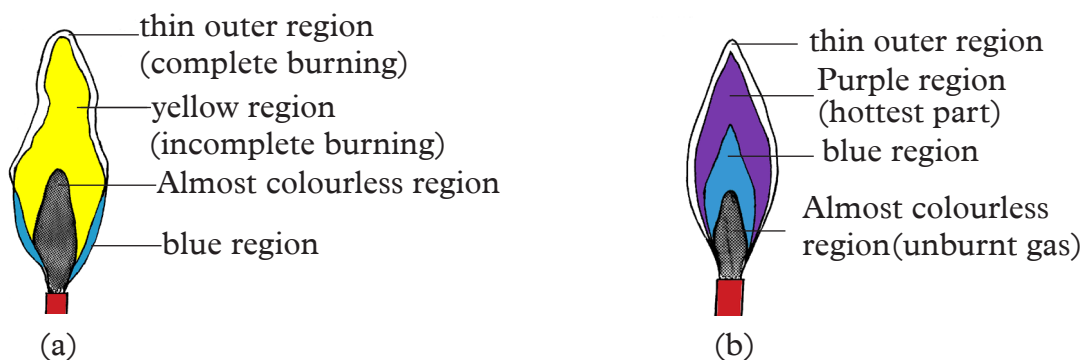 thin outer region
(complete burning)
yellow region
(incomplete burning)
Almost colourless region
blue region
(a)
thin outer region
Purple region
(hottest part)
blue region
Almost colourless
region(unburnt gas)
(b)